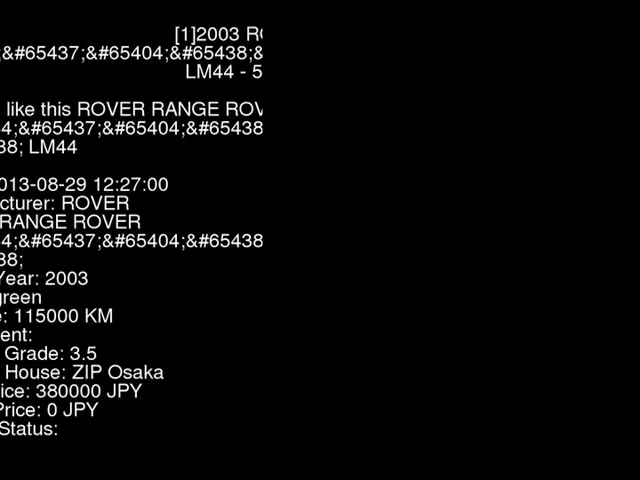 [1]2003 R
;&#65437;&#65404;&#65438;&
LM44 - 5
like this ROVER RANGE ROV
4;&#65437;&#65404;&#65438
38; LM44
013-08-29 12:27:00
cturer: ROVER
RANGE ROVER
4;&#65437;&#65404;&#65438
38;
Year: 2003
green
e: 115000 KM
ent:
Grade: 3.5
House: ZIP Osaka
ice: 380000 JPY
Price: 0 JPY
Status: